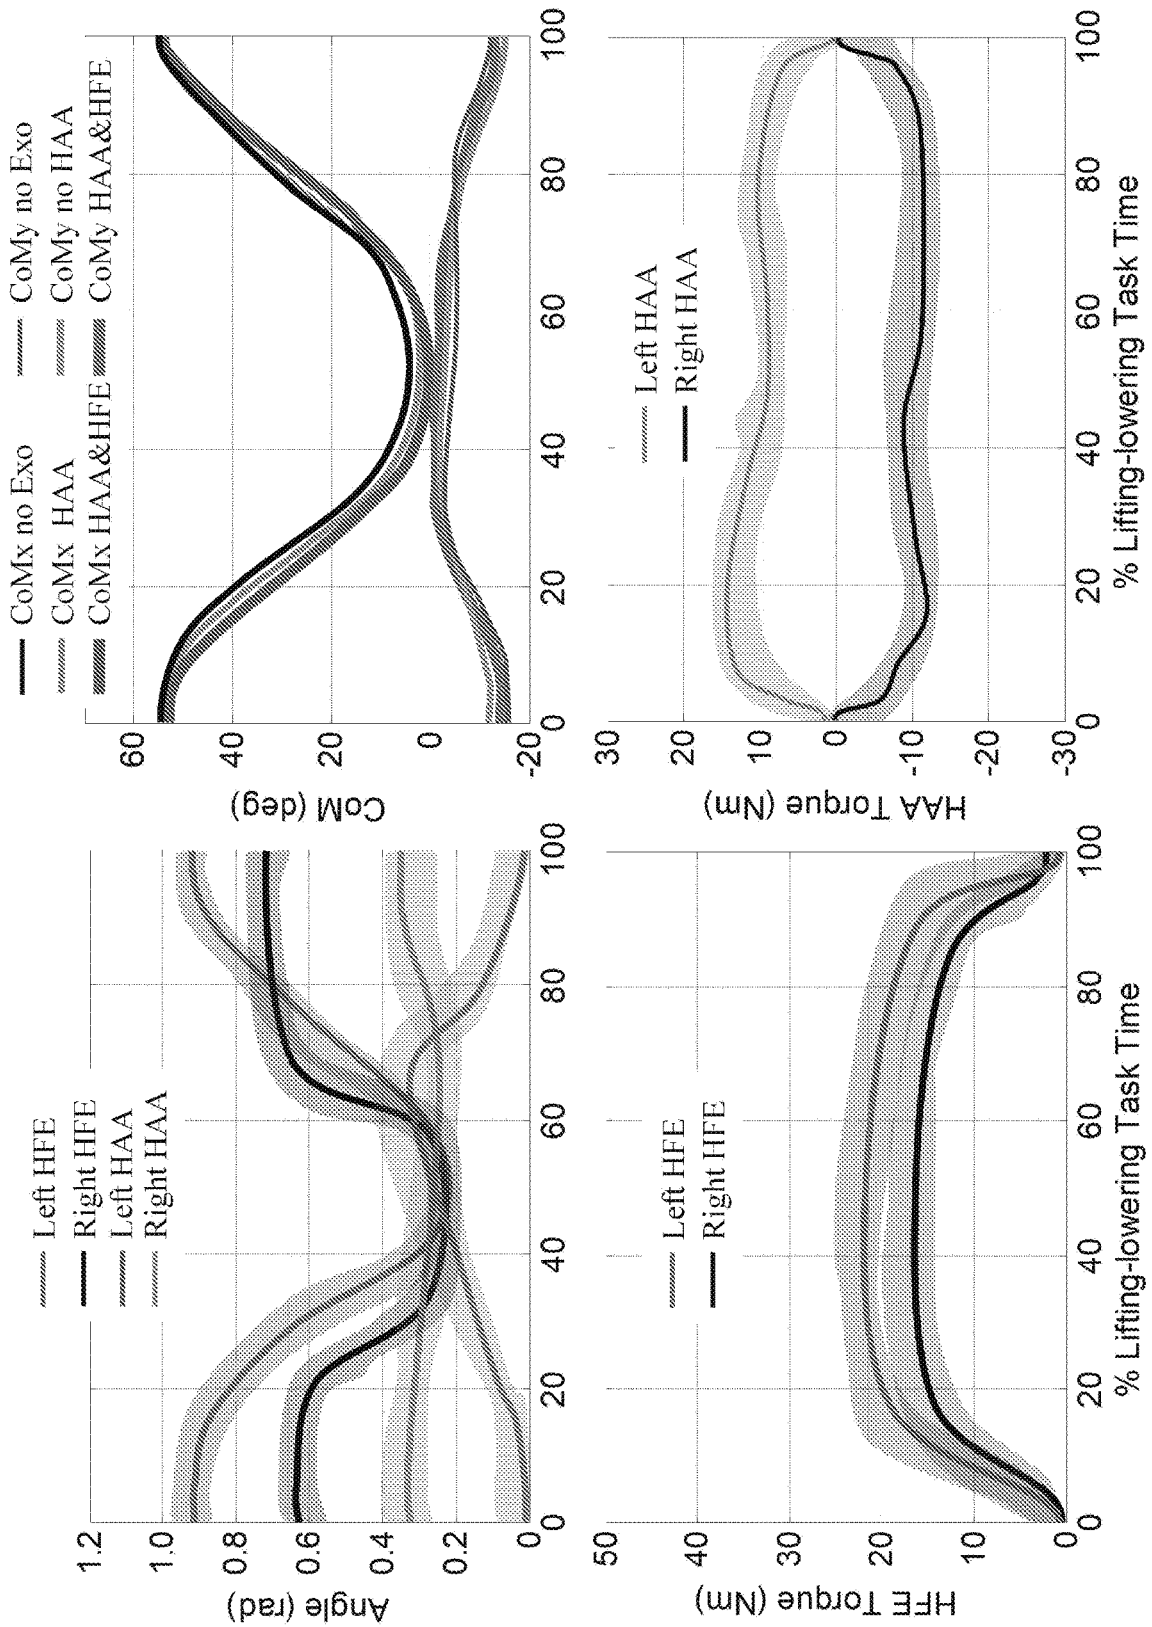 Left HFE
Right HFE
Left HAA
Right HAA
Angle (rad)
1.2
1.0
0.8
0.6
0.4
0.2
0
0 20 40 60 80 100
CoMx no Exo
CoMy no Exo
CoMx HAA
CoMy no HAA
CoMx HAA&HFE
CoMy HAA&HFE
CoM (deg)
60
40
20
0
-20
0 20 40 60 80 100
Left HFE
Right HFE
HFE Torque (Nm)
50
40
30
20
10
0
0 20 40 60 80 100
% Lifting-lowering Task Time
Left HAA
Right HAA
HAA Torque (Nm)
30
20
10
0
-10
-20
-30
0 20 40 60 80 100
% Lifting-lowering Task Time